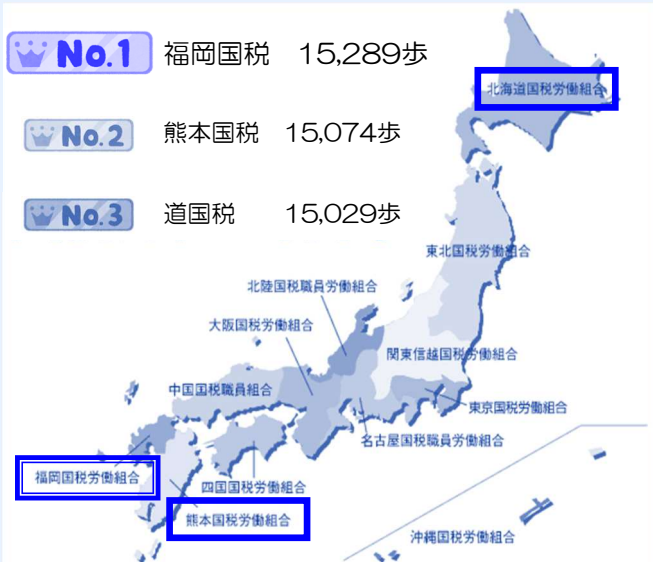 No.1 福岡国税 15,289歩
No.2 熊本国税 15,074歩
No.3 道国税 15,029歩
北海道国税労働組合
東北国税労働組合
北陸国税職員労働組合
大阪国税労働組合
関東信越国税労働組合
中国国税職員組合
東京国税労働組合
名古屋国税職員労働組合
福岡国税労働組合
四国国税労働組合
熊本国税労働組合
沖縄国税労働組合